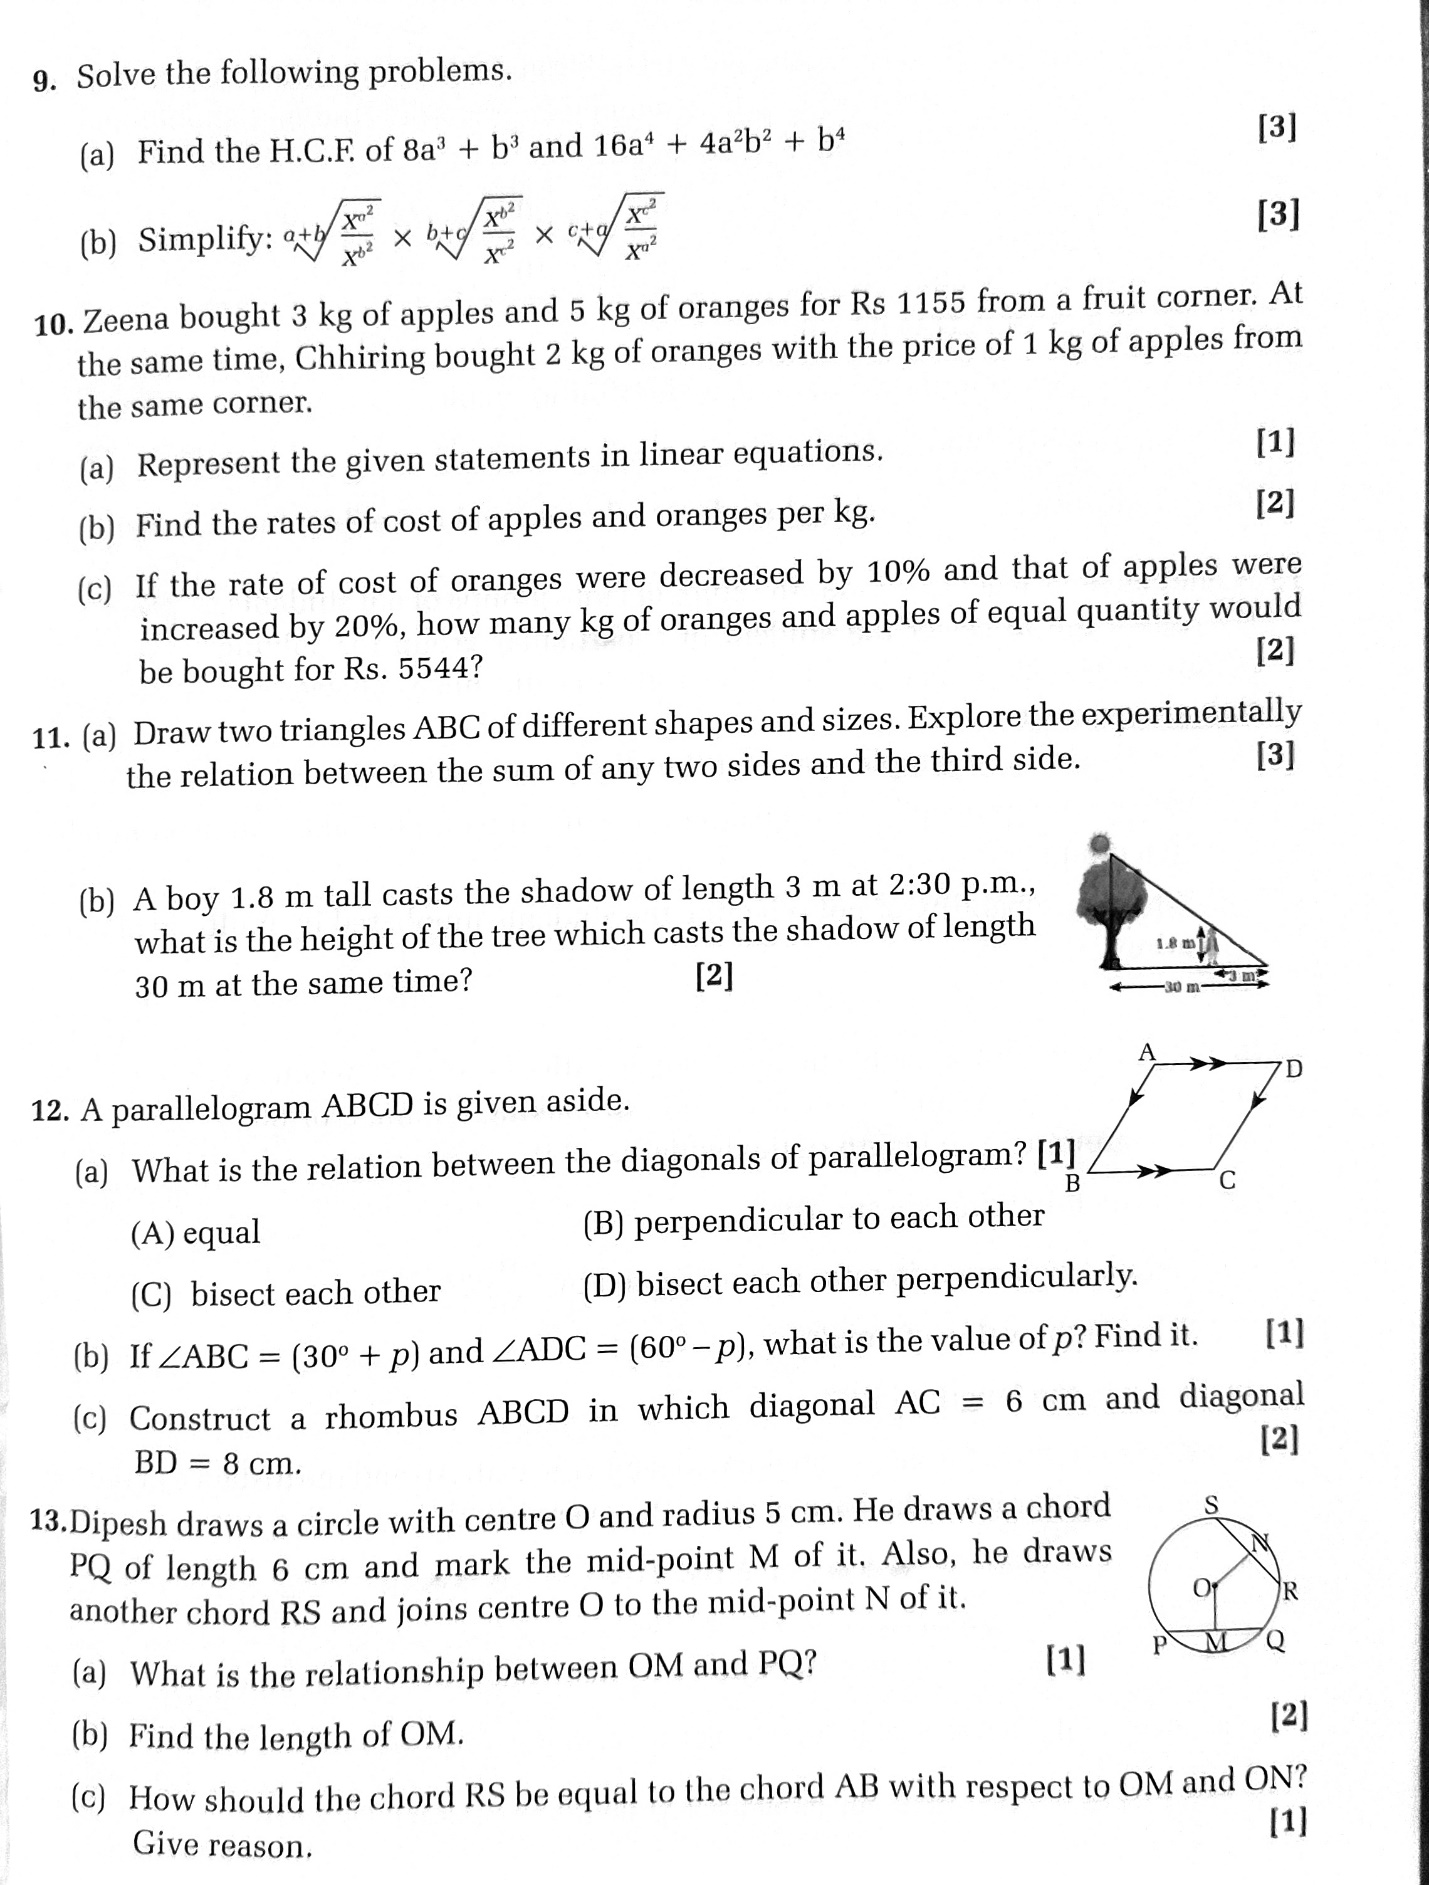 9. Solve the following problems.
(a) Find the H.C.F. of 8a³ + b³ and 16a⁴ + 4a²b² + b⁴ [3]
(b) Simplify: ᵃ⁺ᵇ√(x^a²/x^b²) × ᵇ⁺ᶜ√(x^b²/x^c²) × ᶜ⁺ᵃ√(x^c²/x^a²) [3]
10. Zeena bought 3 kg of apples and 5 kg of oranges for Rs 1155 from a fruit corner. At
the same time, Chhiring bought 2 kg of oranges with the price of 1 kg of apples from
the same corner.
(a) Represent the given statements in linear equations. [1]
(b) Find the rates of cost of apples and oranges per kg. [2]
(c) If the rate of cost of oranges were decreased by 10% and that of apples were
increased by 20%, how many kg of oranges and apples of equal quantity would
be bought for Rs. 5544? [2]
11. (a) Draw two triangles ABC of different shapes and sizes. Explore the experimentally
the relation between the sum of any two sides and the third side. [3]
(b) A boy 1.8 m tall casts the shadow of length 3 m at 2:30 p.m.,
what is the height of the tree which casts the shadow of length
30 m at the same time? [2]
1.8 m
3 m
30 m
12. A parallelogram ABCD is given aside.
(a) What is the relation between the diagonals of parallelogram? [1]
(A) equal (B) perpendicular to each other
(C) bisect each other (D) bisect each other perpendicularly.
A
D
B
C
(b) If ∠ABC = (30° + p) and ∠ADC = (60° – p), what is the value of p? Find it. [1]
(c) Construct a rhombus ABCD in which diagonal AC = 6 cm and diagonal
BD = 8 cm. [2]
13. Dipesh draws a circle with centre O and radius 5 cm. He draws a chord
PQ of length 6 cm and mark the mid-point M of it. Also, he draws
another chord RS and joins centre O to the mid-point N of it.
S
N
O
R
P
M
Q
(a) What is the relationship between OM and PQ? [1]
(b) Find the length of OM. [2]
(c) How should the chord RS be equal to the chord AB with respect to OM and ON?
Give reason. [1]